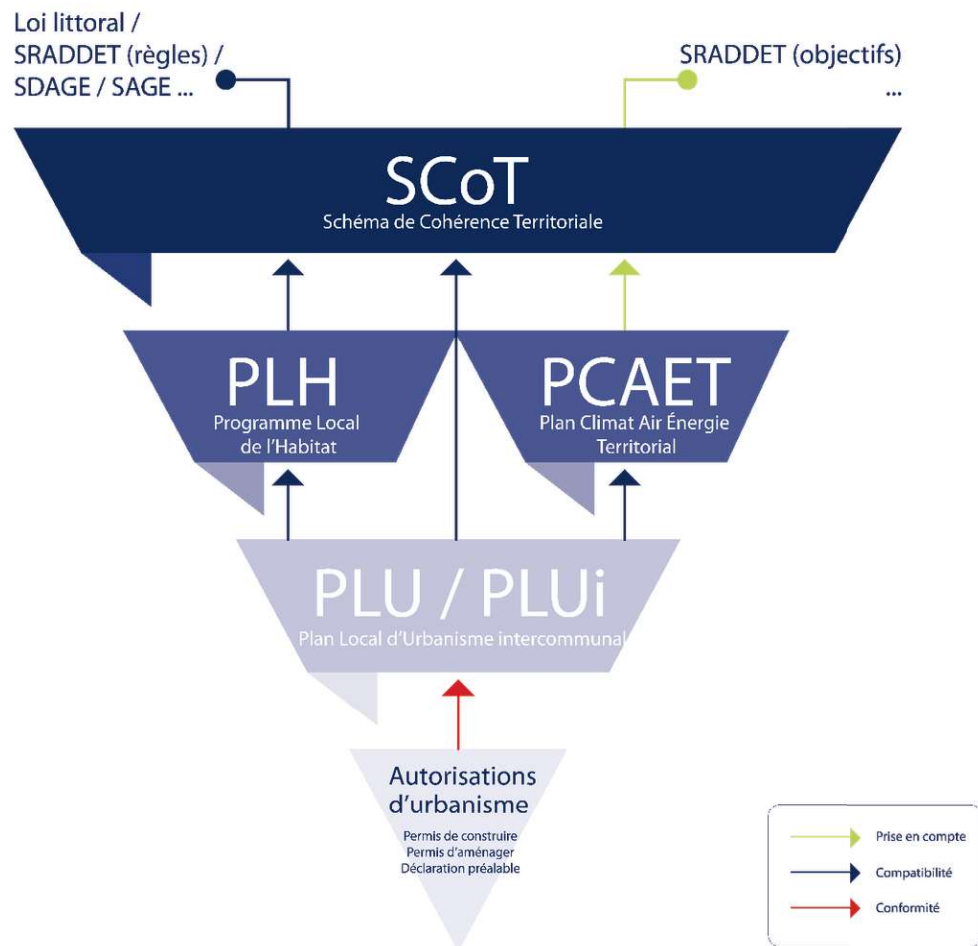 Loi littoral /
SRADDET (règles) /
SDAGE / SAGE ...
SRADDET (objectifs)
...
SCoT
Schéma de Cohérence Territoriale
PLH
Programme Local
de l'Habitat
PCAET
Plan Climat Air Énergie
Territorial
PLU / PLUi
Plan Local d'Urbanisme intercommunal
Autorisations
d'urbanisme
Permis de construire
Permis d'aménager
Déclaration préalable
Prise en compte
Compatibilité
Conformité